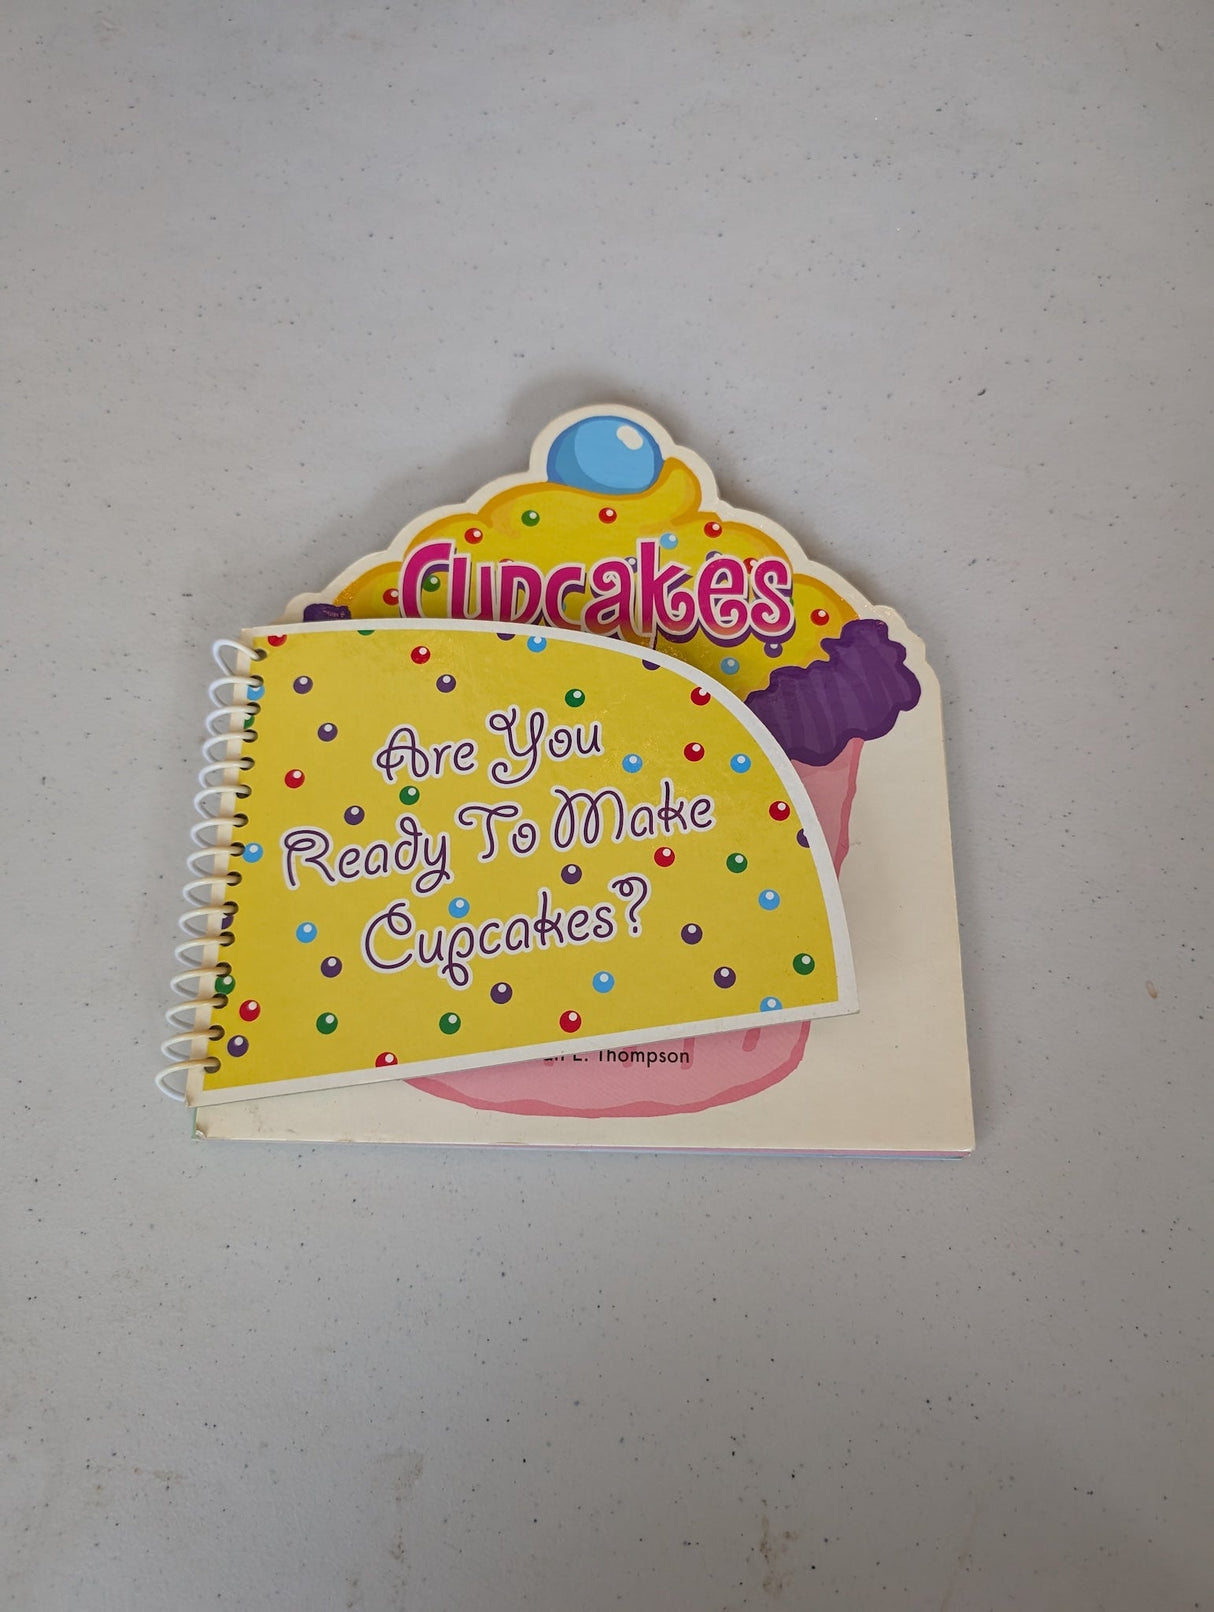 Cupcakes
Are You
Ready To Make
Cupcakes?
E. Thompson